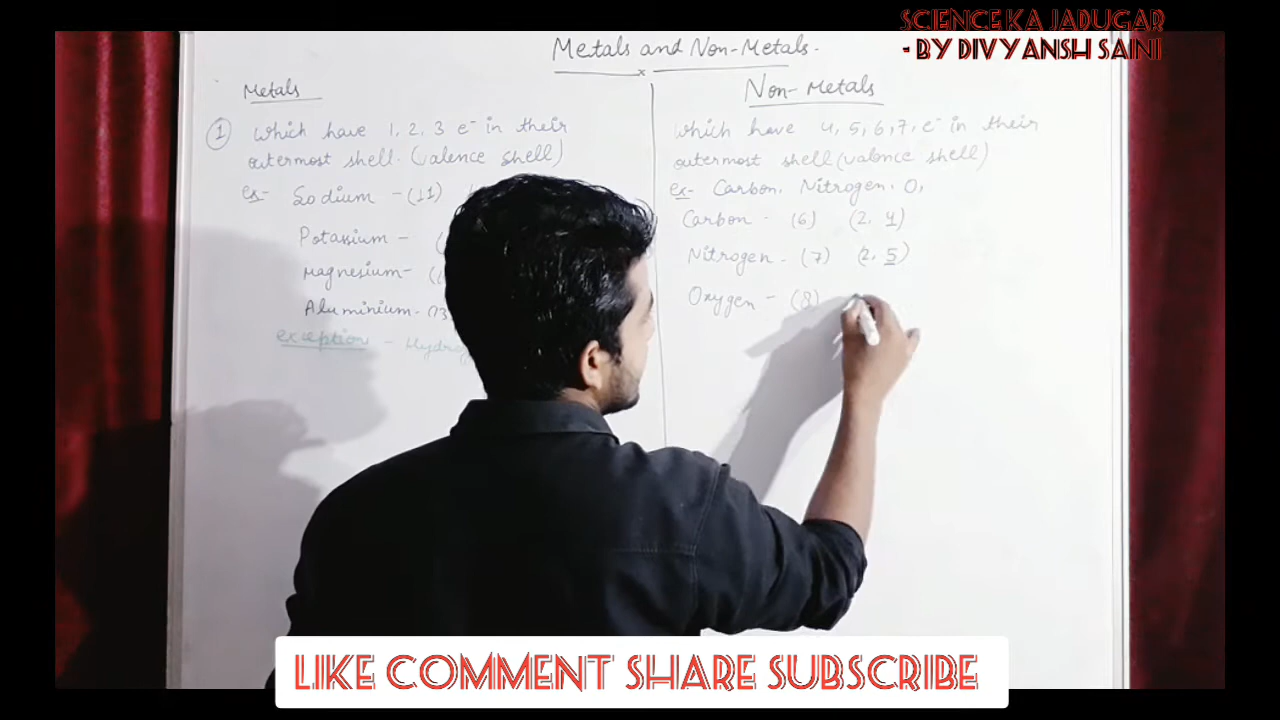 SCIENCE KA JADUGAR
- BY DIVYANSH SAINI
Metals and Non-Metals.
Metals
① Which have 1, 2, 3 e⁻ in their
outermost shell. (valence shell)
ex- Sodium - (11)
Potassium -
Magnesium-
Aluminium- (13
exception - Hydrog
Non-Metals
Which have 4, 5, 6, 7, e⁻ in their
outermost shell (valence shell)
ex- Carbon, Nitrogen, O,
Carbon - (6) (2, 4)
Nitrogen - (7) (2, 5)
Oxygen - (8)
LIKE COMMENT SHARE SUBSCRIBE